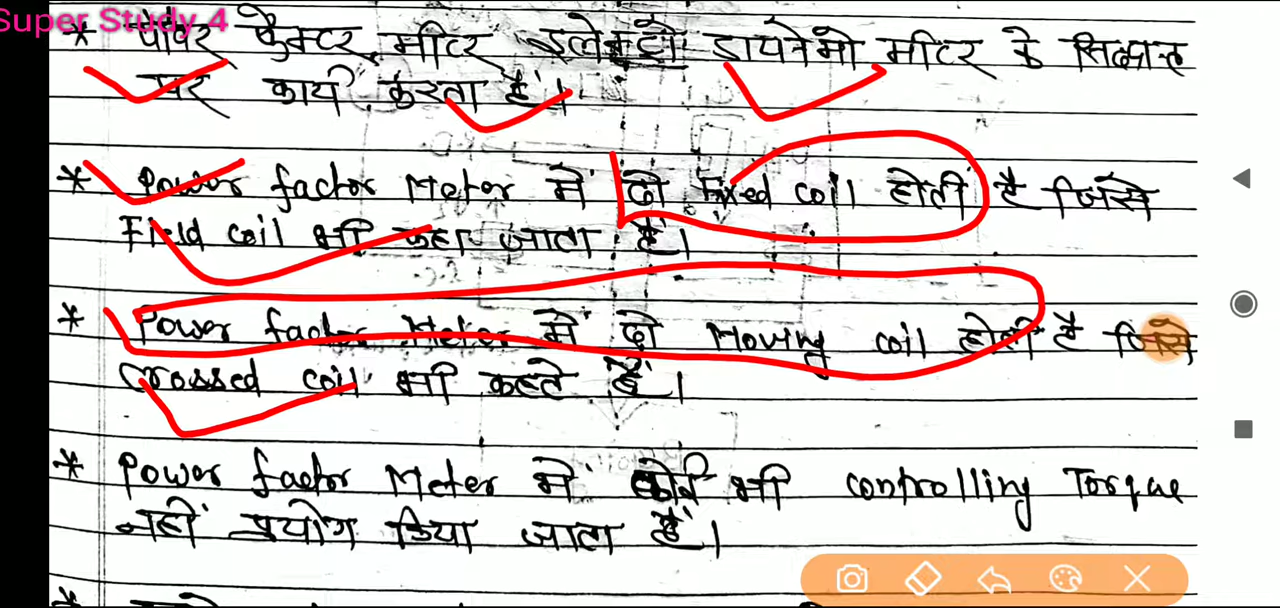 Super Study 4
* पॉवर फैक्टर मीटर इलेक्ट्रो डायनेमो मीटर के सिद्धान्त
पर कार्य करता है।
* Power factor Meter में दो Fixed coil होती है जिसे
Field coil भी कहा जाता है।
* Power factor Meter में दो Moving coil होती है जिसे
Crossed coil भी कहते हैं।
* Power factor Meter में कोई भी controlling Torque
नहीं प्रयोग किया जाता है।